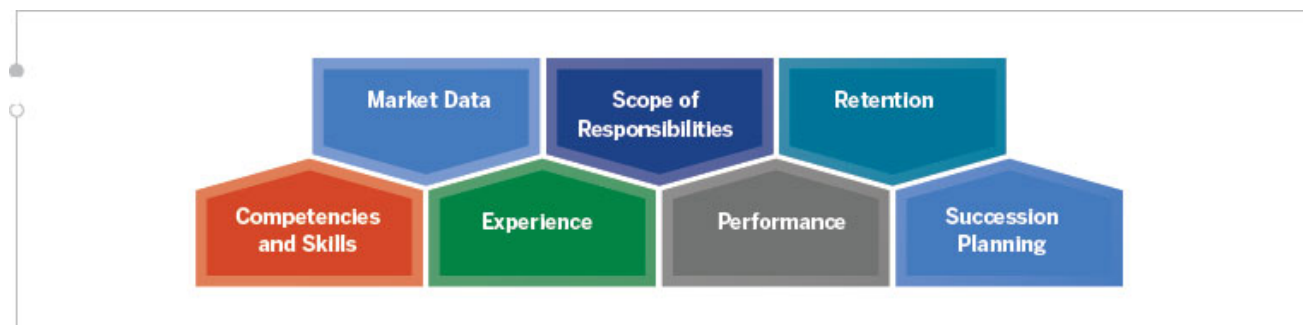 Market Data
Scope of
Responsibilities
Retention
Competencies
and Skills
Experience
Performance
Succession
Planning